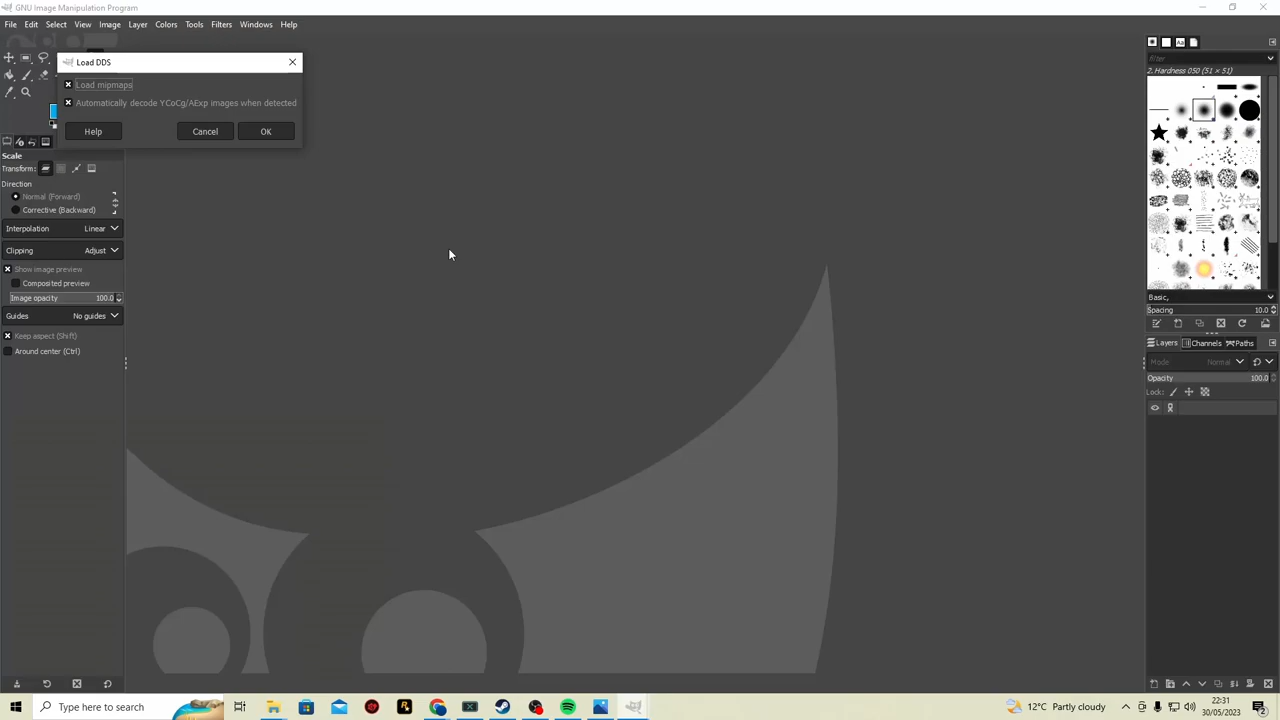 GNU Image Manipulation Program
File Edit Select View Image Layer Colors Tools Filters Windows Help
Load DDS
Load mipmaps
Automatically decode YCoCg/AExp images when detected
Help Cancel OK
Scale
Transform:
Direction
Normal (Forward)
Corrective (Backward)
Interpolation Linear
Clipping Adjust
Show image preview
Composited preview
Image opacity 100.0
Guides No guides
Keep aspect (Shift)
Around center (Ctrl)
Aa
filter
2. Hardness 050 (51 × 51)
Basic,
Spacing 10.0
Layers Channels Paths
Mode Normal
Opacity 100.0
Lock:
Type here to search
12°C Partly cloudy
22:31
30/05/2023
2